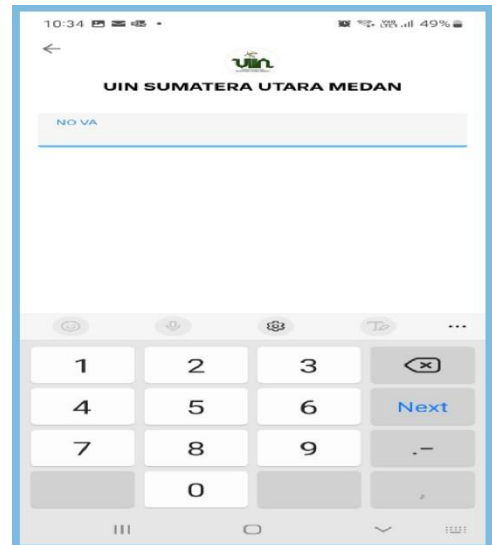 10:34
49%
uin
UIN SUMATERA UTARA MEDAN
NO VA
1 2 3
4 5 6 Next
7 8 9 .-
0 ,